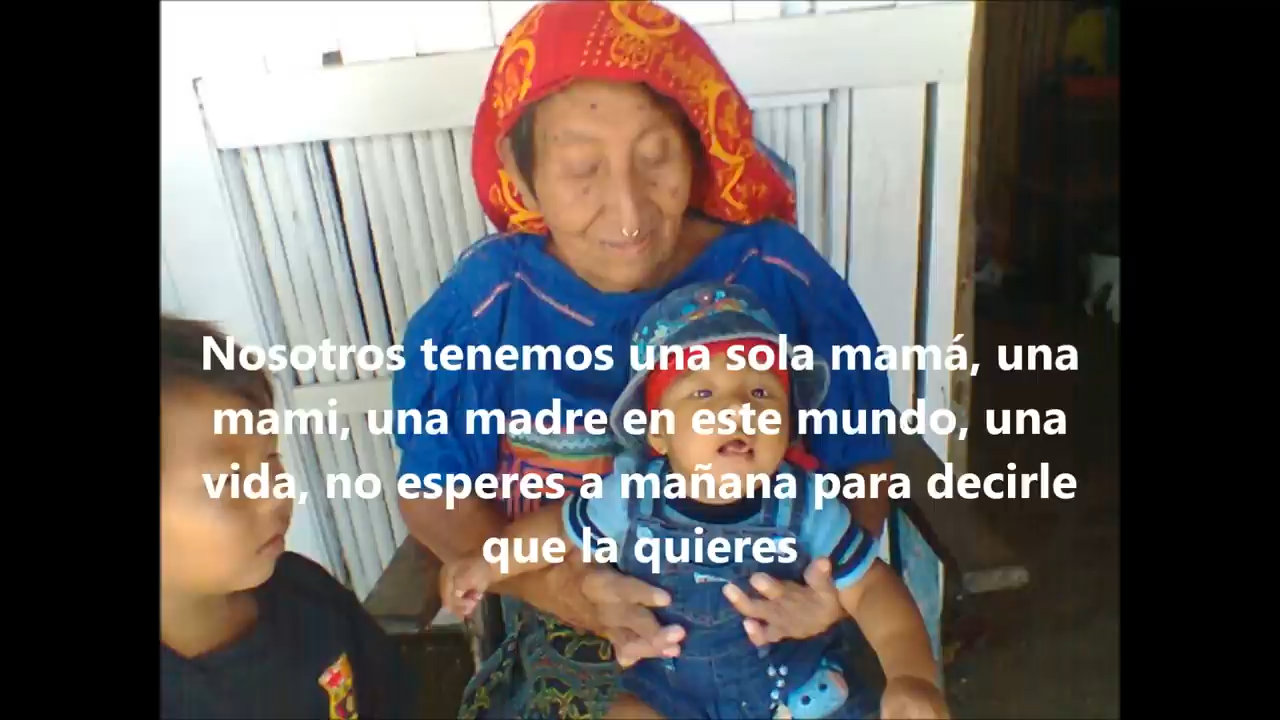 Nosotros tenemos una sola mamá, una
mami, una madre en este mundo, una
vida, no esperes a mañana para decirle
que la quieres